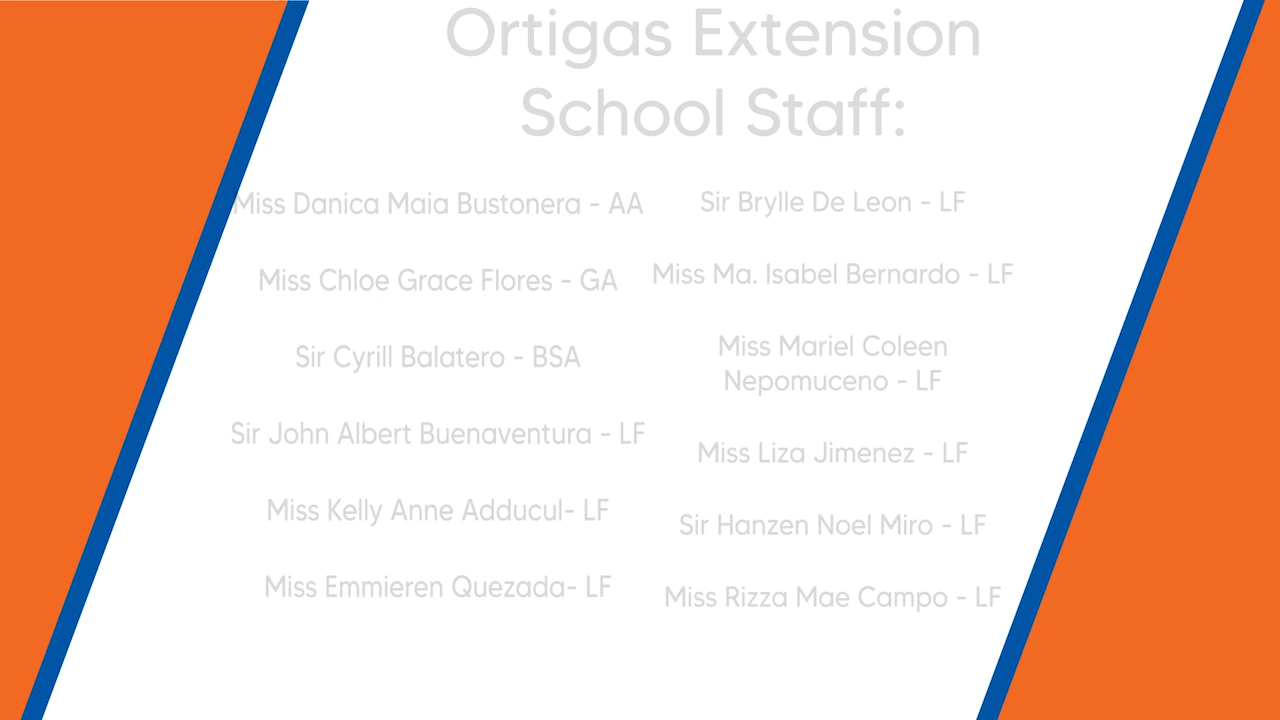 Ortigas Extension
School Staff:
Miss Danica Maia Bustonera - AA
Miss Chloe Grace Flores - GA
Sir Cyrill Balatero - BSA
Sir John Albert Buenaventura - LF
Miss Kelly Anne Adducul- LF
Miss Emmieren Quezada- LF
Sir Brylle De Leon - LF
Miss Ma. Isabel Bernardo - LF
Miss Mariel Coleen
Nepomuceno - LF
Miss Liza Jimenez - LF
Sir Hanzen Noel Miro - LF
Miss Rizza Mae Campo - LF